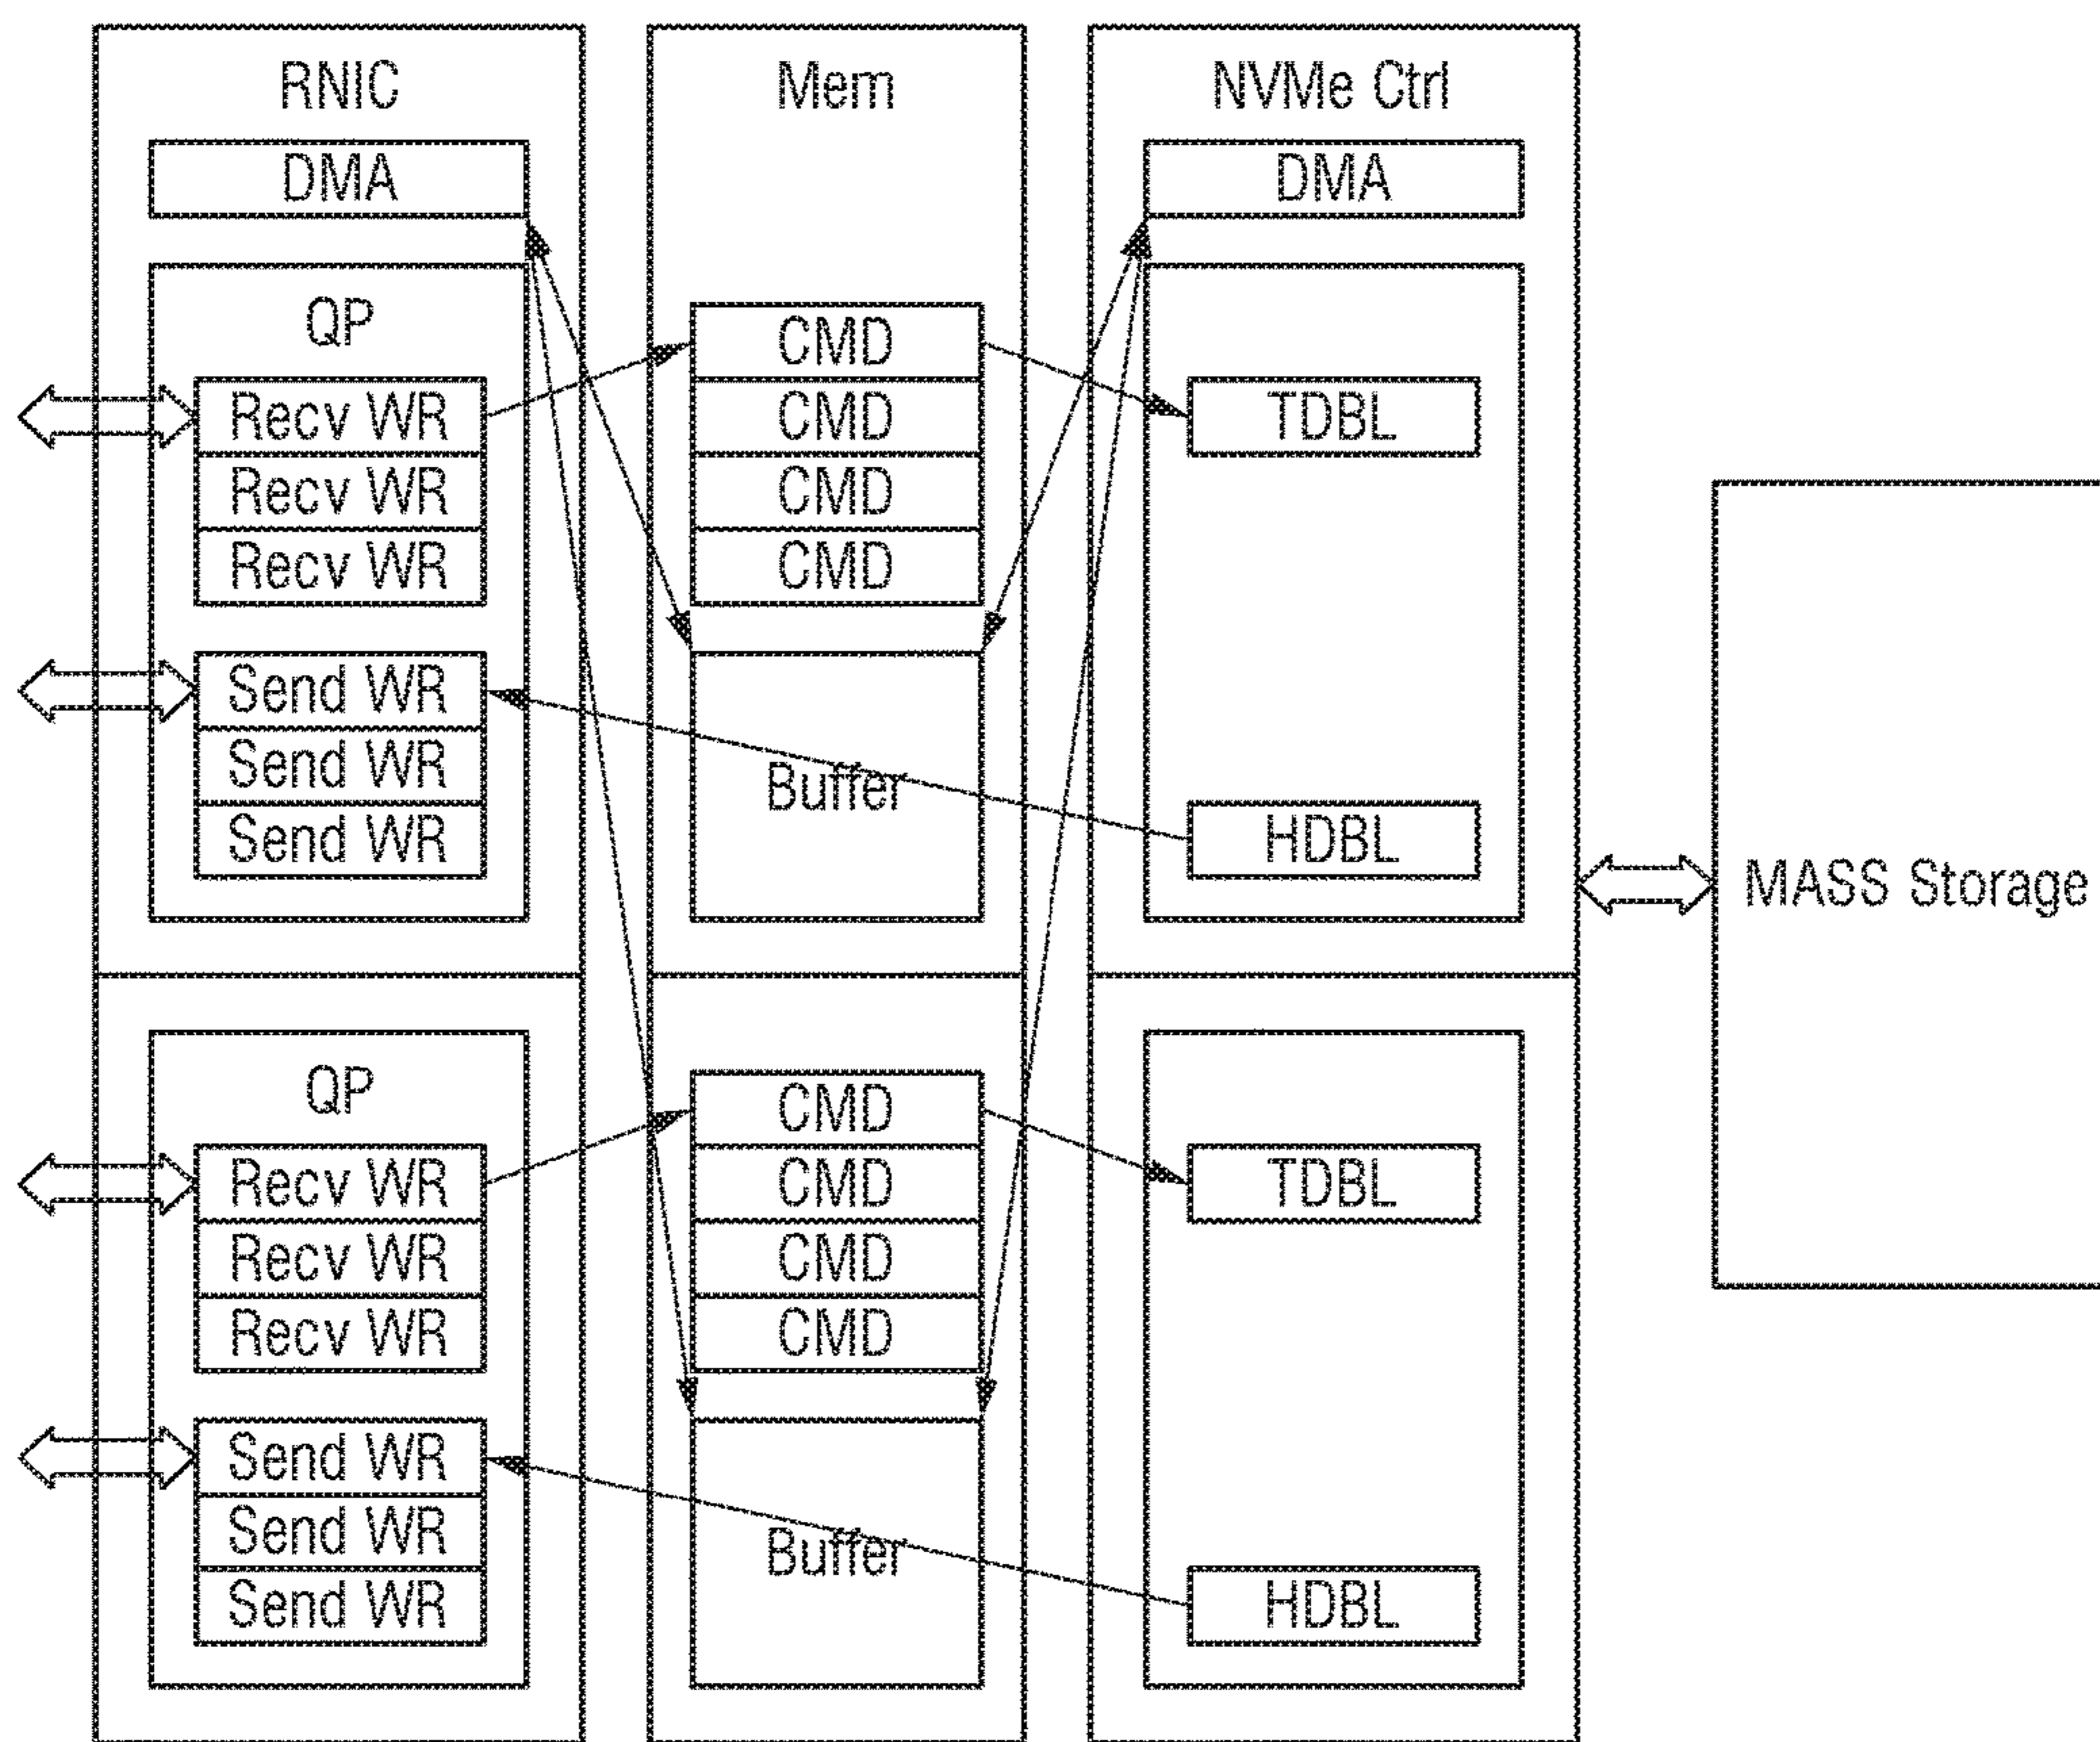 RNIC
DMA
QP
Recv WR
Recv WR
Recv WR
Send WR
Send WR
Send WR
QP
Recv WR
Recv WR
Recv WR
Send WR
Send WR
Send WR
Mem
CMD
CMD
CMD
CMD
Buffer
CMD
CMD
CMD
CMD
Buffer
NVMe Ctrl
DMA
TDBL
HDBL
TDBL
HDBL
MASS Storage